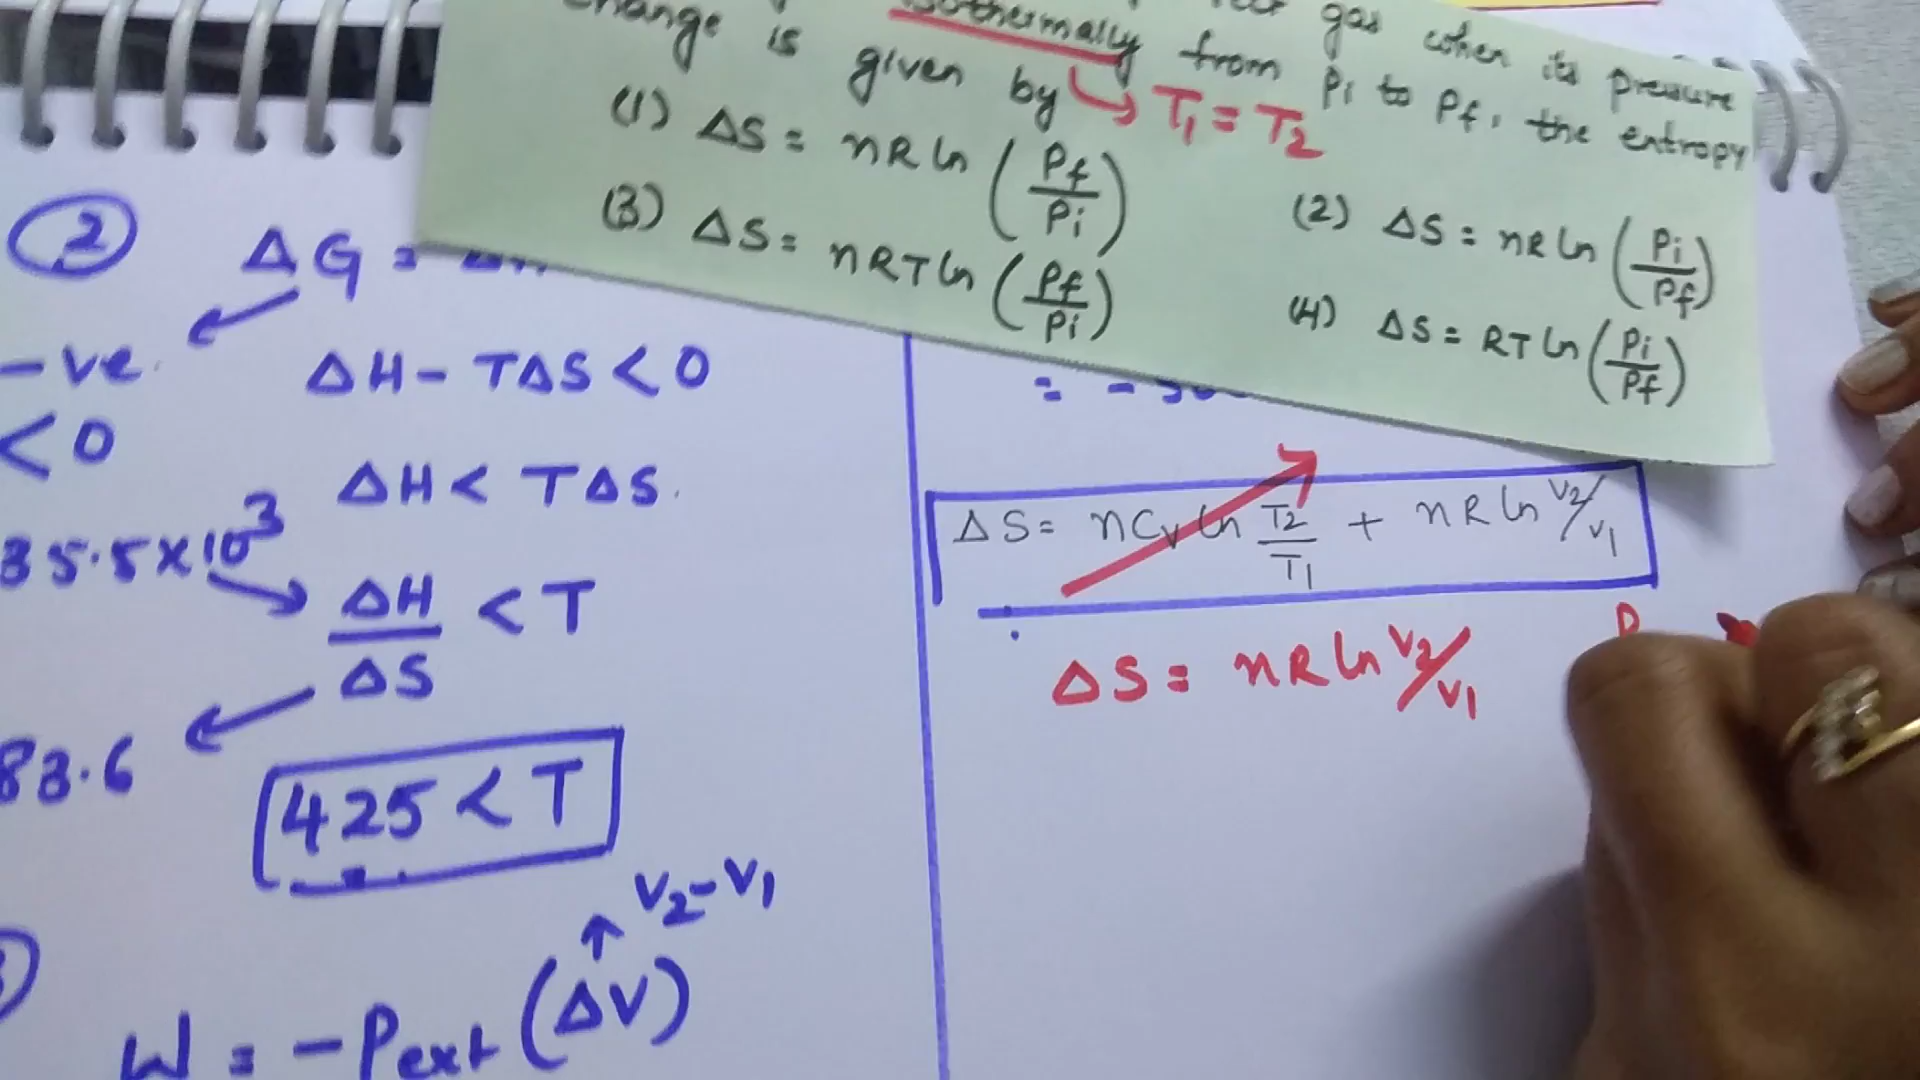 isothermally gas when its pressure
change is given by from Pi to Pf, the entropy
T1 = T2
(1) ΔS = nR ln (Pf/Pi)
(2) ΔS = nR ln (Pi/Pf)
(3) ΔS = nRT ln (Pf/Pi)
(4) ΔS = RT ln (Pi/Pf)
2 ΔG =
-ve
ΔH - TΔS < 0
< 0
ΔH < TΔS.
35.5×10³
ΔH/ΔS < T
83.6
425 < T
V2-V1
W = -Pext (ΔV)
= -
ΔS = nCv ln T2/T1 + nR ln V2/V1
ΔS = nR ln V2/V1